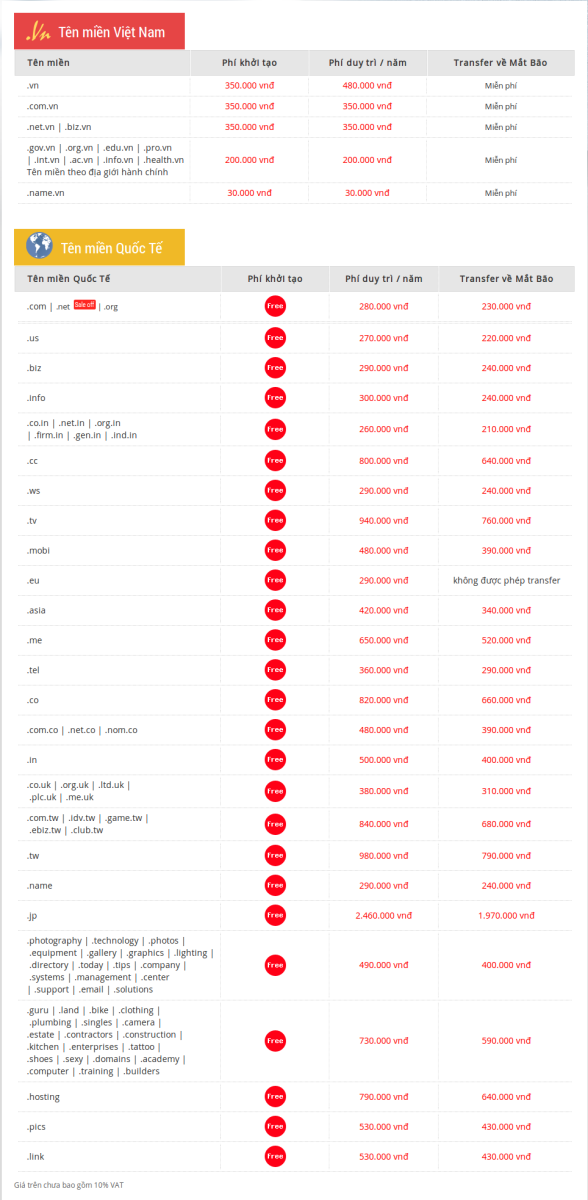 .vn Tên miền Việt Nam
Tên miền Phí khởi tạo Phí duy trì / năm Transfer về Mắt Bão
.vn 350.000 vnđ 480.000 vnđ Miễn phí
.com.vn 350.000 vnđ 350.000 vnđ Miễn phí
.net.vn | .biz.vn 350.000 vnđ 350.000 vnđ Miễn phí
.gov.vn | .org.vn | .edu.vn | .pro.vn
| .int.vn | .ac.vn | .info.vn | .health.vn 200.000 vnđ 200.000 vnđ Miễn phí
Tên miền theo địa giới hành chính
.name.vn 30.000 vnđ 30.000 vnđ Miễn phí
Tên miền Quốc Tế
Tên miền Quốc Tế Phí khởi tạo Phí duy trì / năm Transfer về Mắt Bão
.com | .net Sale off | .org Free 280.000 vnđ 230.000 vnđ
.us Free 270.000 vnđ 220.000 vnđ
.biz Free 290.000 vnđ 240.000 vnđ
.info Free 300.000 vnđ 240.000 vnđ
.co.in | .net.in | .org.in
| .firm.in | .gen.in | .ind.in Free 260.000 vnđ 210.000 vnđ
.cc Free 800.000 vnđ 640.000 vnđ
.ws Free 290.000 vnđ 240.000 vnđ
.tv Free 940.000 vnđ 760.000 vnđ
.mobi Free 480.000 vnđ 390.000 vnđ
.eu Free 290.000 vnđ không được phép transfer
.asia Free 420.000 vnđ 340.000 vnđ
.me Free 650.000 vnđ 520.000 vnđ
.tel Free 360.000 vnđ 290.000 vnđ
.co Free 820.000 vnđ 660.000 vnđ
.com.co | .net.co | .nom.co Free 480.000 vnđ 390.000 vnđ
.in Free 500.000 vnđ 400.000 vnđ
.co.uk | .org.uk | .ltd.uk |
.plc.uk | .me.uk Free 380.000 vnđ 310.000 vnđ
.com.tw | .idv.tw | .game.tw |
.ebiz.tw | .club.tw Free 840.000 vnđ 680.000 vnđ
.tw Free 980.000 vnđ 790.000 vnđ
.name Free 290.000 vnđ 240.000 vnđ
.jp Free 2.460.000 vnđ 1.970.000 vnđ
.photography | .technology | .photos |
.equipment | .gallery | .graphics | .lighting |
.directory | .today | .tips | .company | Free 490.000 vnđ 400.000 vnđ
.systems | .management | .center
| .support | .email | .solutions
.guru | .land | .bike | .clothing |
.plumbing | .singles | .camera |
.estate | .contractors | .construction |
.kitchen | .enterprises | .tattoo | Free 730.000 vnđ 590.000 vnđ
.shoes | .sexy | .domains | .academy |
.computer | .training | .builders
.hosting Free 790.000 vnđ 640.000 vnđ
.pics Free 530.000 vnđ 430.000 vnđ
.link Free 530.000 vnđ 430.000 vnđ
Giá trên chưa bao gồm 10% VAT